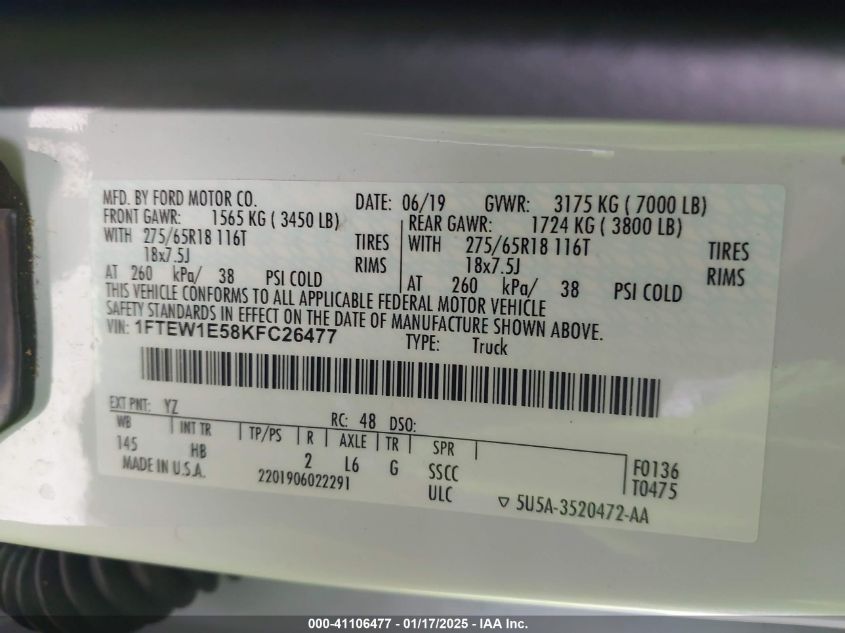 MFD. BY FORD MOTOR CO. DATE: 06/19 GVWR: 3175 KG ( 7000 LB)
FRONT GAWR: 1565 KG ( 3450 LB) REAR GAWR: 1724 KG ( 3800 LB)
WITH 275/65R18 116T TIRES WITH 275/65R18 116T TIRES
18x7.5J RIMS 18x7.5J RIMS
AT 260 kPa/ 38 PSI COLD AT 260 kPa/ 38 PSI COLD
THIS VEHICLE CONFORMS TO ALL APPLICABLE FEDERAL MOTOR VEHICLE
SAFETY STANDARDS IN EFFECT ON THE DATE OF MANUFACTURE SHOWN ABOVE.
VIN: 1FTEW1E58KFC26477 TYPE: Truck
EXT PNT: YZ RC: 48 DSO:
WB INT TR TP/PS R AXLE TR SPR
145 HB 2 L6 G SSCC F0136
MADE IN U.S.A. 2201906022291 ULC T0475
▽ 5U5A-3520472-AA
000-41106477 - 01/17/2025 - IAA Inc.